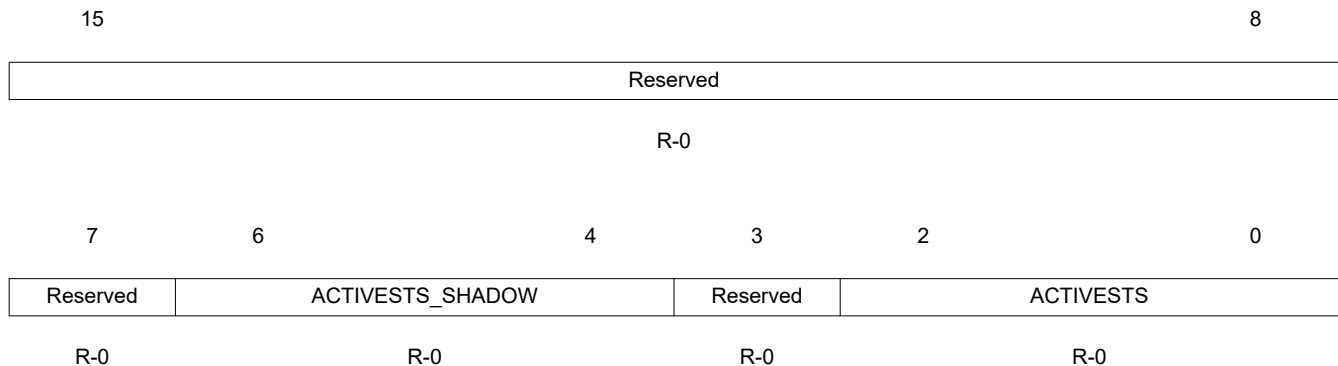 15 8
Reserved
R-0
7 6 4 3 2 0
Reserved ACTIVESTS_SHADOW Reserved ACTIVESTS
R-0 R-0 R-0 R-0